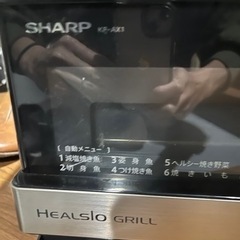 SHARP KF-AX1
〔自動メニュー〕
1減塩焼き魚 3姿身魚 5ヘルシー焼き野菜
2切身魚 4つけ焼き魚 6焼きいも
HEALSIO GRILL